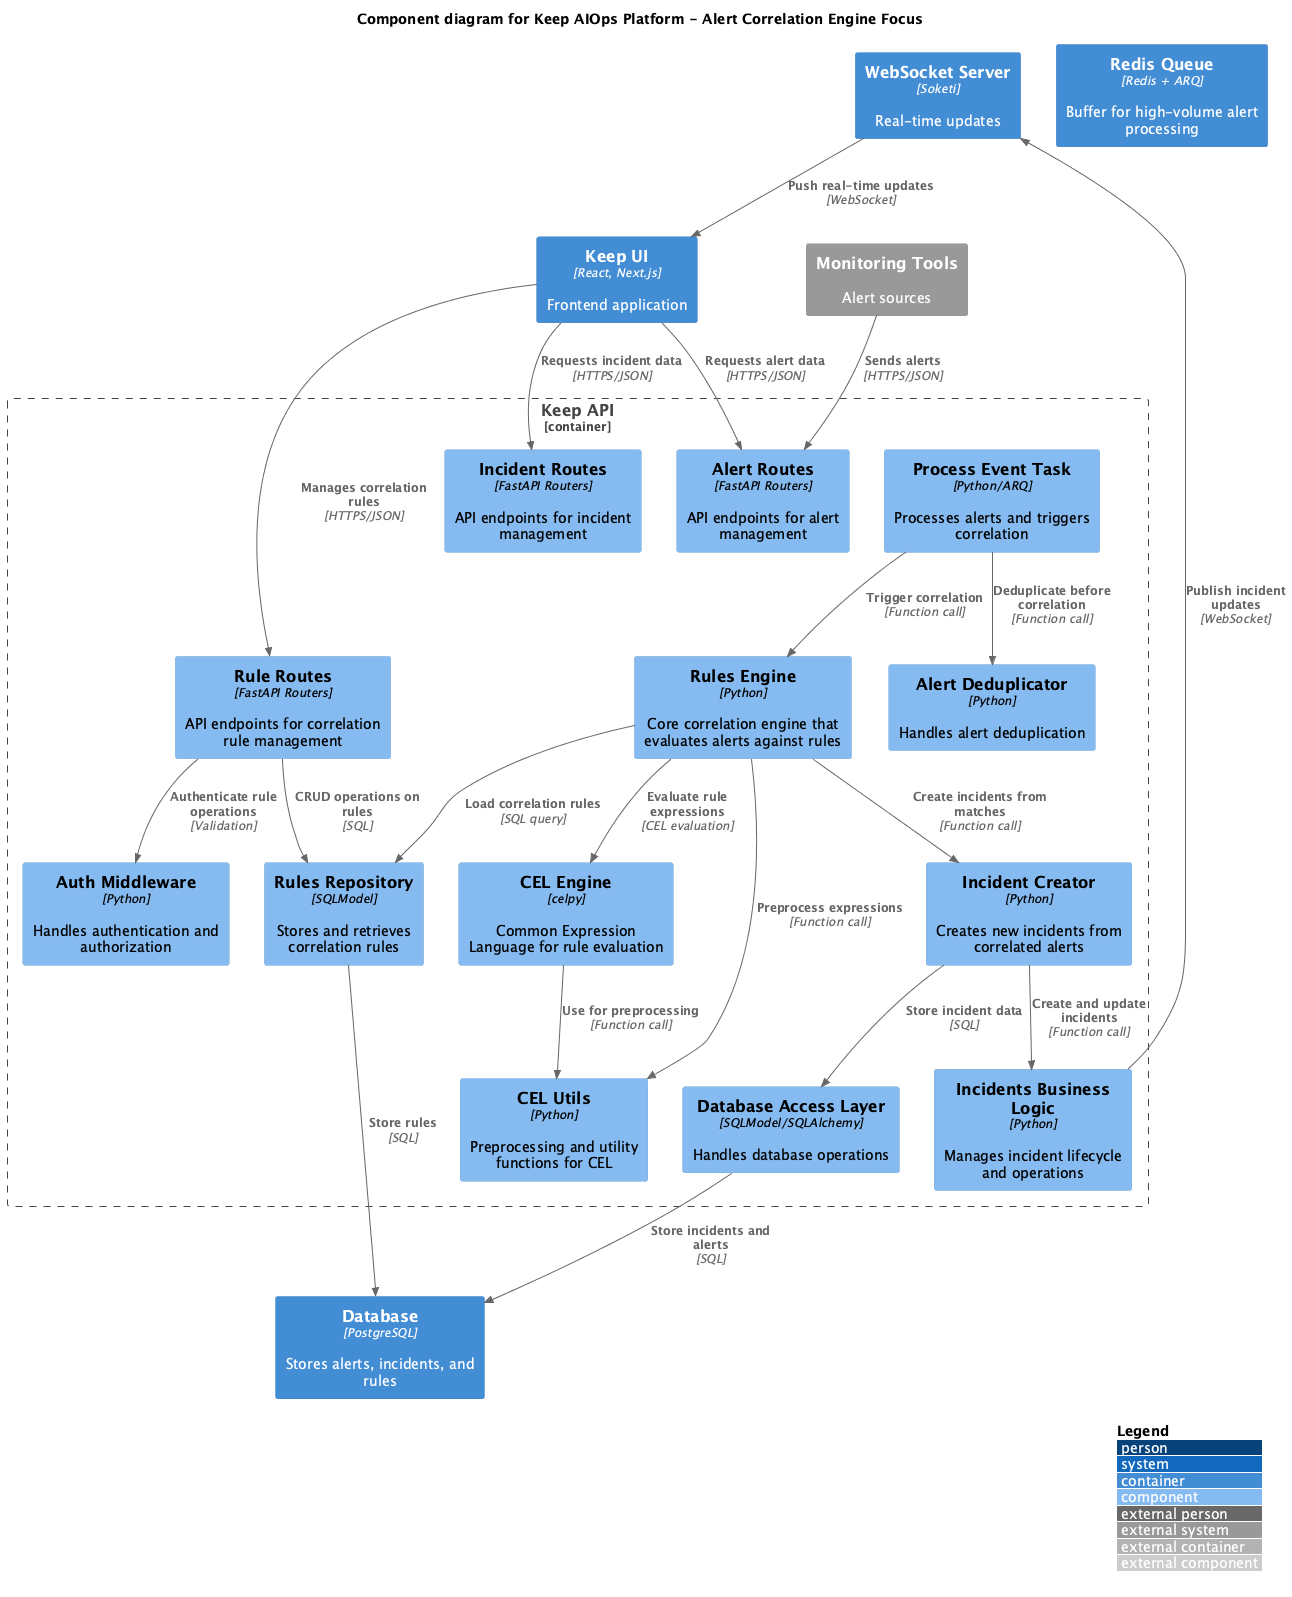 Component diagram for Keep AIOps Platform - Alert Correlation Engine Focus
WebSocket Server
[Soketi]
Real-time updates
Redis Queue
[Redis + ARQ]
Buffer for high-volume alert
processing
Push real-time updates
[WebSocket]
Keep UI
[React, Next.js]
Frontend application
Monitoring Tools
Alert sources
Requests incident data
[HTTPS/JSON]
Requests alert data
[HTTPS/JSON]
Sends alerts
[HTTPS/JSON]
Keep API
[container]
Manages correlation
rules
[HTTPS/JSON]
Incident Routes
[FastAPI Routers]
API endpoints for incident
management
Alert Routes
[FastAPI Routers]
API endpoints for alert
management
Process Event Task
[Python/ARQ]
Processes alerts and triggers
correlation
Trigger correlation
[Function call]
Deduplicate before
correlation
[Function call]
Publish incident
updates
[WebSocket]
Rule Routes
[FastAPI Routers]
API endpoints for correlation
rule management
Rules Engine
[Python]
Core correlation engine that
evaluates alerts against rules
Alert Deduplicator
[Python]
Handles alert deduplication
Authenticate rule
operations
[Validation]
CRUD operations on
rules
[SQL]
Load correlation rules
[SQL query]
Evaluate rule
expressions
[CEL evaluation]
Create incidents from
matches
[Function call]
Auth Middleware
[Python]
Handles authentication and
authorization
Rules Repository
[SQLModel]
Stores and retrieves
correlation rules
CEL Engine
[celpy]
Common Expression
Language for rule evaluation
Preprocess expressions
[Function call]
Incident Creator
[Python]
Creates new incidents from
correlated alerts
Use for preprocessing
[Function call]
Store incident data
[SQL]
Create and update
incidents
[Function call]
Store rules
[SQL]
CEL Utils
[Python]
Preprocessing and utility
functions for CEL
Database Access Layer
[SQLModel/SQLAlchemy]
Handles database operations
Incidents Business
Logic
[Python]
Manages incident lifecycle
and operations
Store incidents and
alerts
[SQL]
Database
[PostgreSQL]
Stores alerts, incidents, and
rules
Legend
person
system
container
component
external person
external system
external container
external component